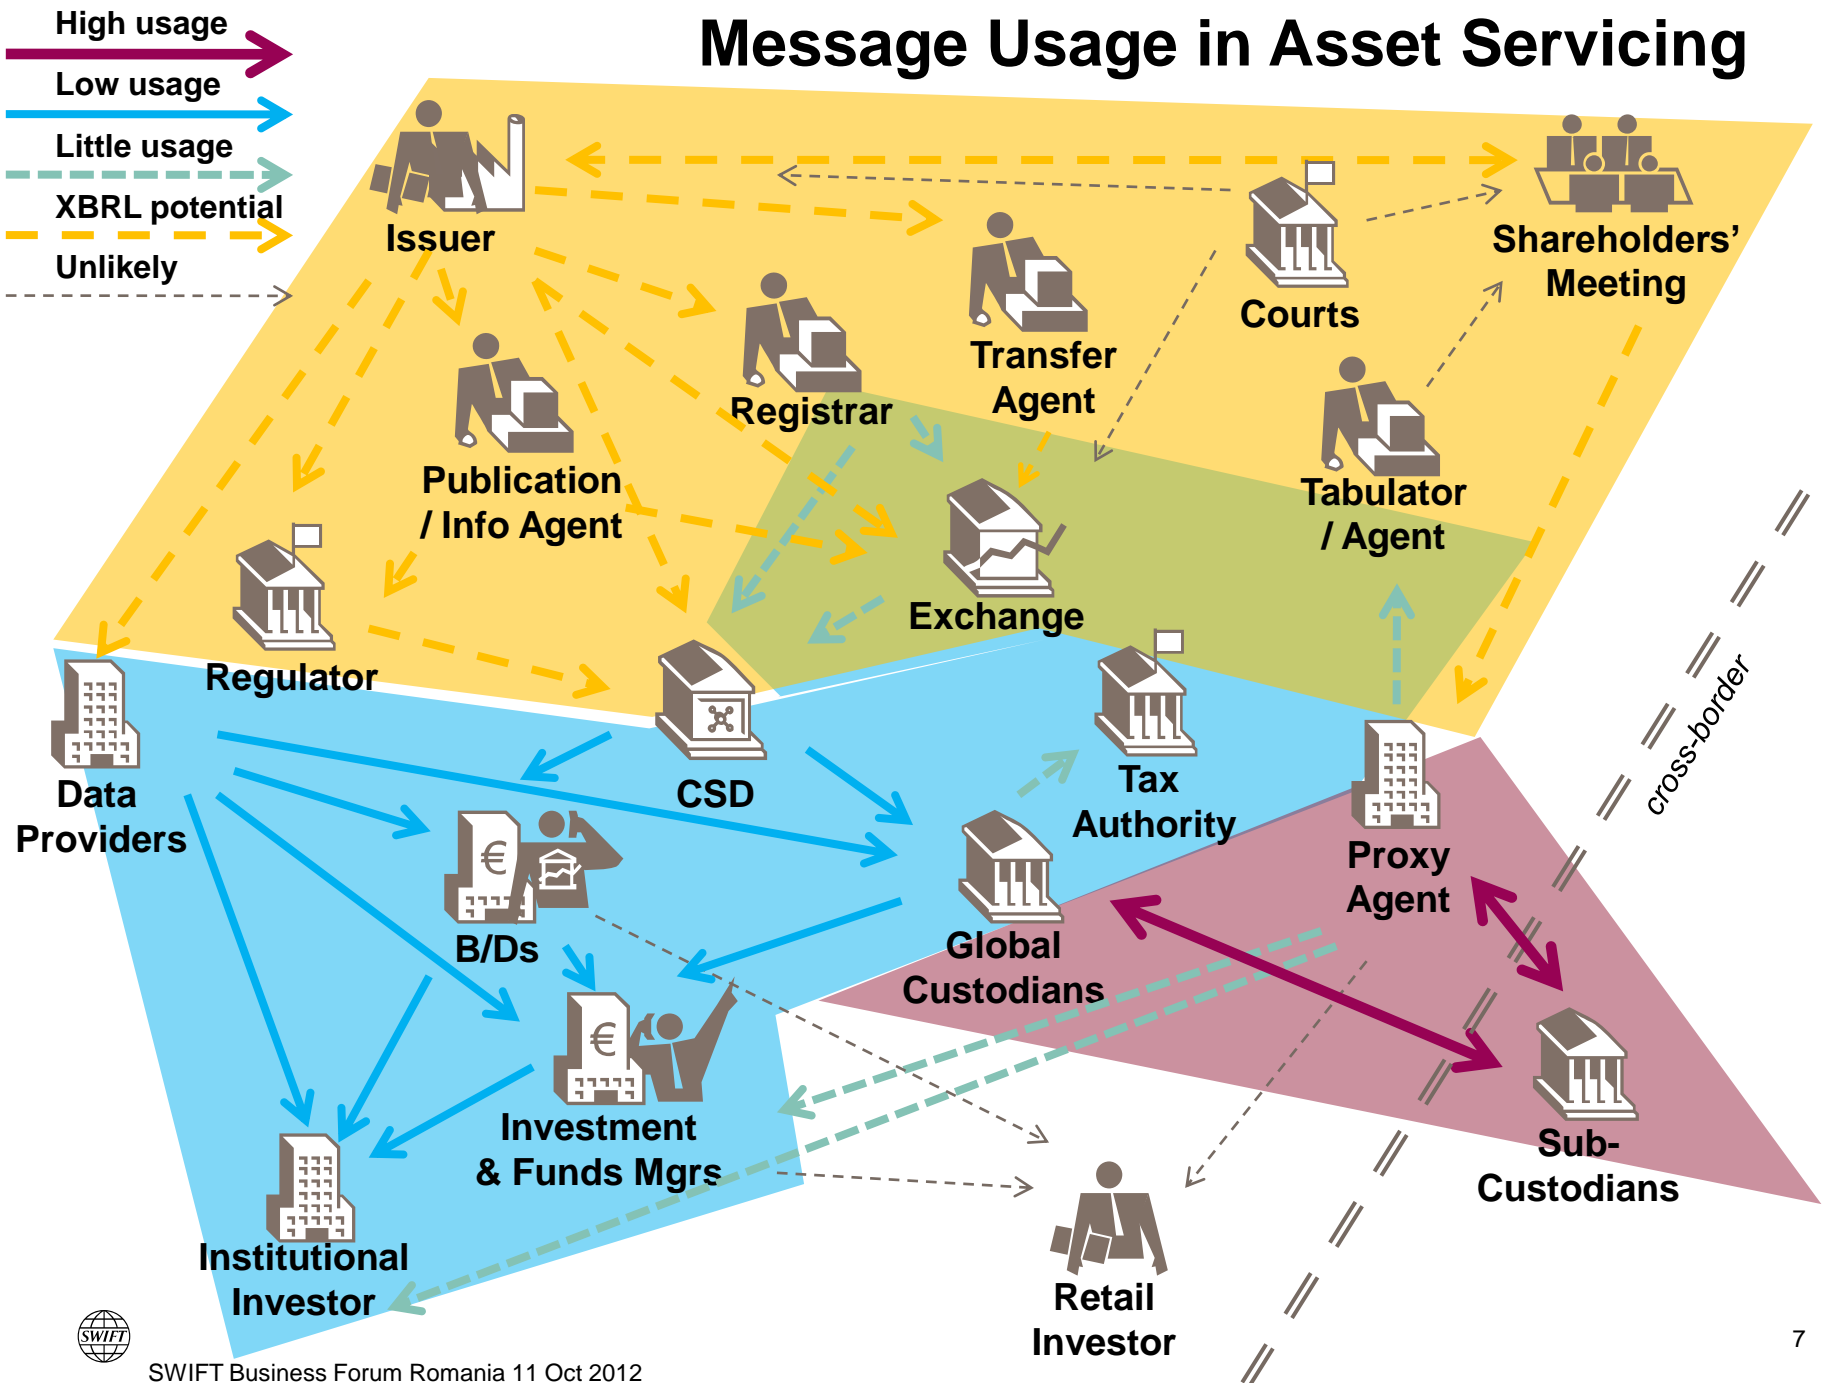 Message Usage in Asset Servicing
High usage
Low usage
Little usage
XBRL potential
Unlikely
Issuer
Shareholders’
Meeting
Courts
Transfer
Agent
Registrar
Publication
/ Info Agent
Tabulator
/ Agent
Exchange
Regulator
cross-border
CSD
Tax
Authority
Data
Providers
Proxy
Agent
€
B/Ds
Global
Custodians
€
Investment
& Funds Mgrs
Sub-
Custodians
Institutional
Investor
Retail
Investor
SWIFT
7
SWIFT Business Forum Romania 11 Oct 2012